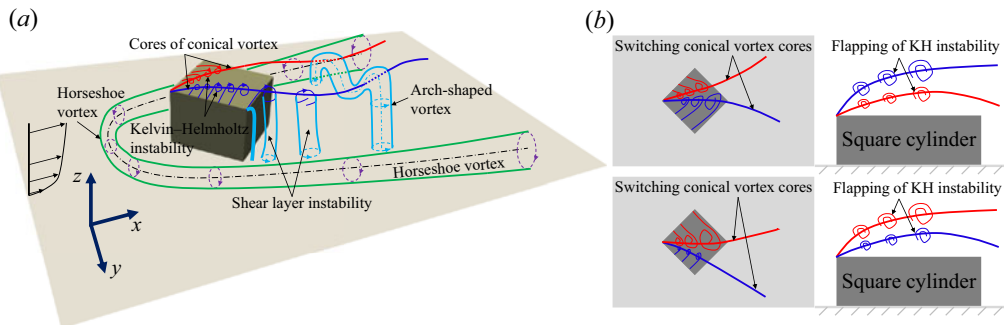 (a)
Cores of conical vortex
Horseshoe
vortex
Arch-shaped
vortex
Kelvin–Helmholtz
instability
Horseshoe vortex
Shear layer instability
z
x
y
(b)
Switching conical vortex cores
Flapping of KH instability
Square cylinder
Switching conical vortex cores
Flapping of KH instability
Square cylinder